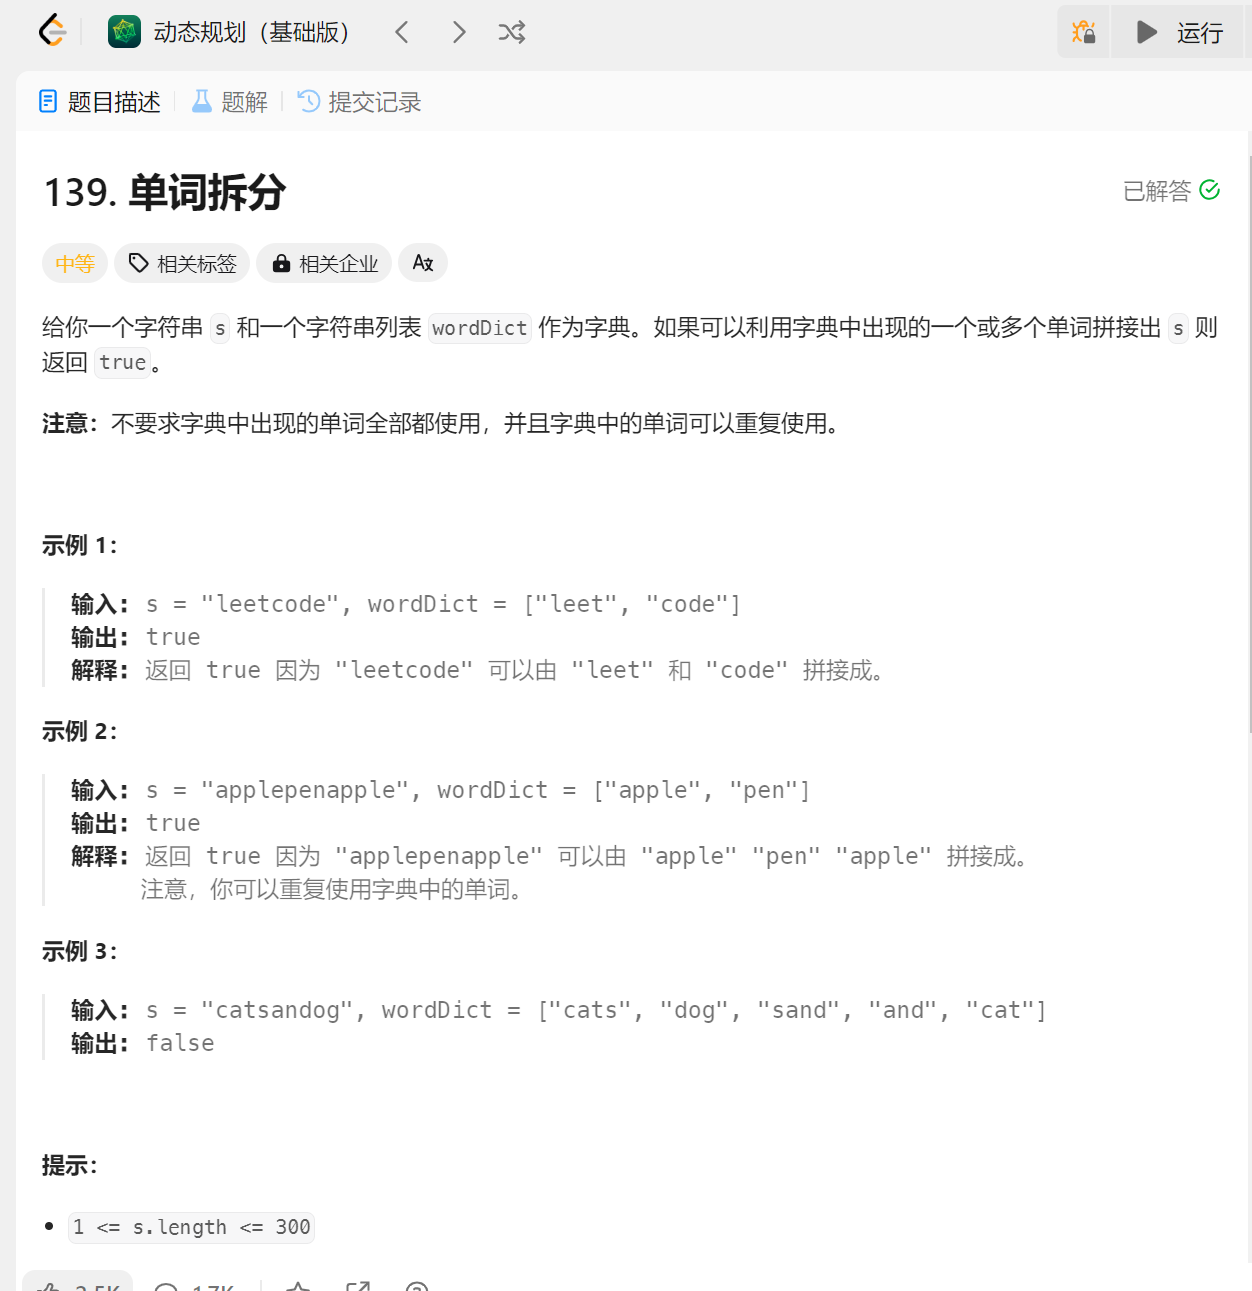 动态规划（基础版）
运行
题目描述
题解
提交记录
139. 单词拆分
已解答
中等
相关标签
相关企业
给你一个字符串 s 和一个字符串列表 wordDict 作为字典。如果可以利用字典中出现的一个或多个单词拼接出 s 则
返回 true。
注意：不要求字典中出现的单词全部都使用，并且字典中的单词可以重复使用。
示例 1：
输入: s = "leetcode", wordDict = ["leet", "code"]
输出: true
解释: 返回 true 因为 "leetcode" 可以由 "leet" 和 "code" 拼接成。
示例 2：
输入: s = "applepenapple", wordDict = ["apple", "pen"]
输出: true
解释: 返回 true 因为 "applepenapple" 可以由 "apple" "pen" "apple" 拼接成。
注意，你可以重复使用字典中的单词。
示例 3：
输入: s = "catsandog", wordDict = ["cats", "dog", "sand", "and", "cat"]
输出: false
提示：
1 <= s.length <= 300